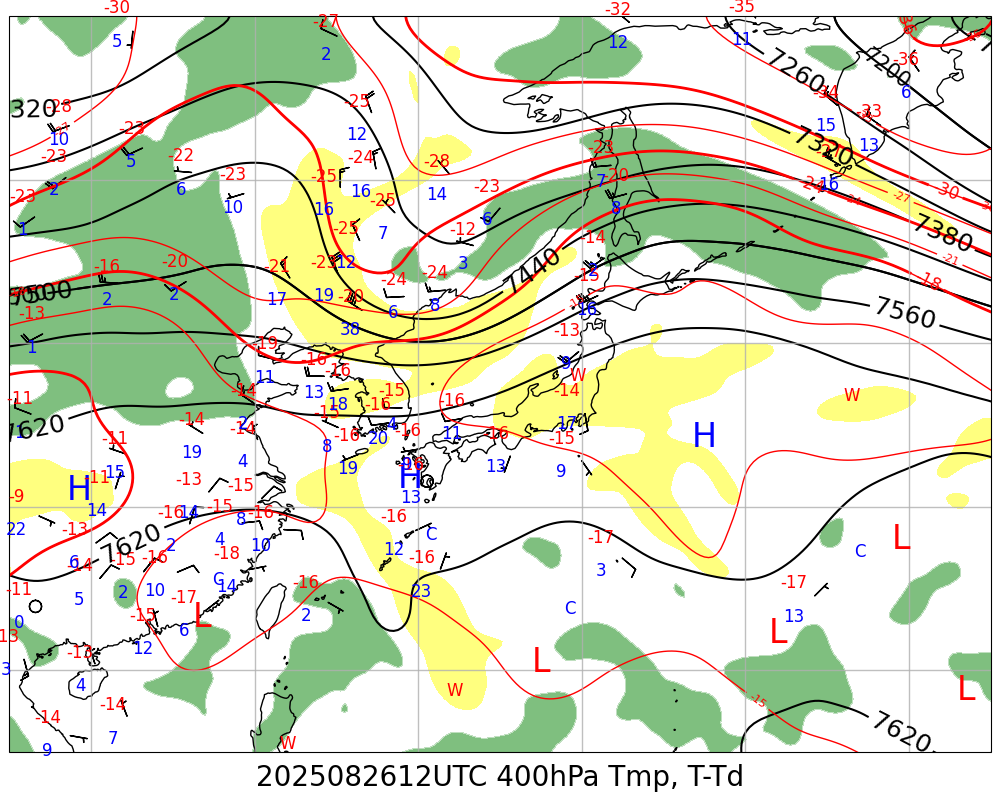 -30 -27 -32 -35
5 2 12 11 -36
7260 7200
320 -28 -25 -34 6
10 -23 12 15 -33
-23 5 -22 -24 -28 -23 7320 13
2 6 -23 -25 16 14 -23 7 -20 16 -30
-23 10 16 -25 6 8 -27
1 -25 7 -12 -14 7380
-16 -20 12 3 -21
-24 -24 7440 -18
7500 2 2 17 19 -20 6 8 16
-13 38 -13 7560
1 -19 -16 -16 9 W
-11 11 13 18 -15 -16 -14 W
-14 2 -15 -16 4 -16 17
7620 -14 8 -16 20 -16 11 -16 -15 H
-11 19 4 19 H 13 9
15 -13 -15 13
-9 H -11 14
22 -13 -16 14 -15 8 -16 -16 C L
7620 2 4 10 12 -17 C
6 -14 -15 -16 -18 -16 3
-11 5 2 10 C 14 -16 23 -17
0 -15 -17 L 2 C 13
13 6 L
3 -13 12 L
4 W L
-14 -14 -15
9 7 W 7620
2025082612UTC 400hPa Tmp, T-Td